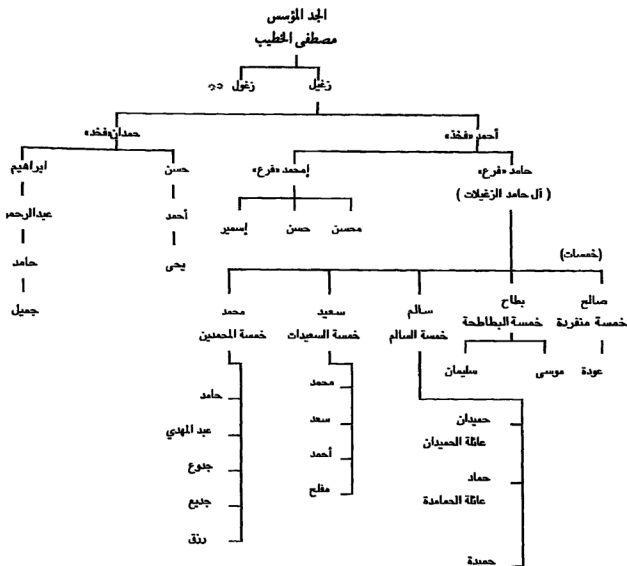 الجد المؤسس
مصطفى الخطيب
زغيل
زغول
أحمد «فخذ»
حمدان «فخذ»
حامد «فرع»
إمحمد «فرع»
حسن
ابراهيم
( آل حامد الزغيلات )
محسن
حسن
إسمير
أحمد
عبدالرحمن
يحى
حامد
جميل
(خمسات)
صالح
خمسة منفردة
بطاح
خمسة البطاطحة
سالم
خمسة السالم
سعيد
خمسة السعيدات
محمد
خمسة المحمدين
عودة
موسى
سليمان
حميدان
عائلة الحميدان
حماد
عائلة الحمامدة
حميدة
محمد
سعد
أحمد
مفلح
حامد
عبد المهدي
جدوع
جديع
رزق